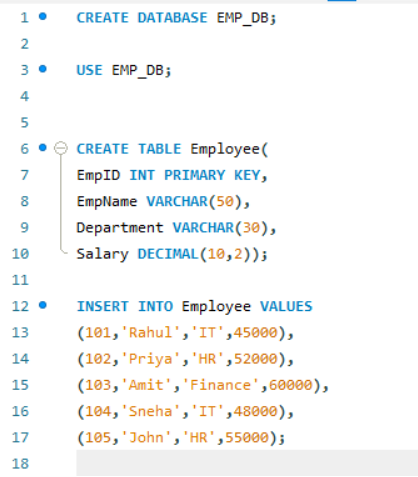 1 CREATE DATABASE EMP_DB;
2
3 USE EMP_DB;
4
5
6 CREATE TABLE Employee(
7 EmpID INT PRIMARY KEY,
8 EmpName VARCHAR(50),
9 Department VARCHAR(30),
10 Salary DECIMAL(10,2));
11
12 INSERT INTO Employee VALUES
13 (101,'Rahul','IT',45000),
14 (102,'Priya','HR',52000),
15 (103,'Amit','Finance',60000),
16 (104,'Sneha','IT',48000),
17 (105,'John','HR',55000);
18